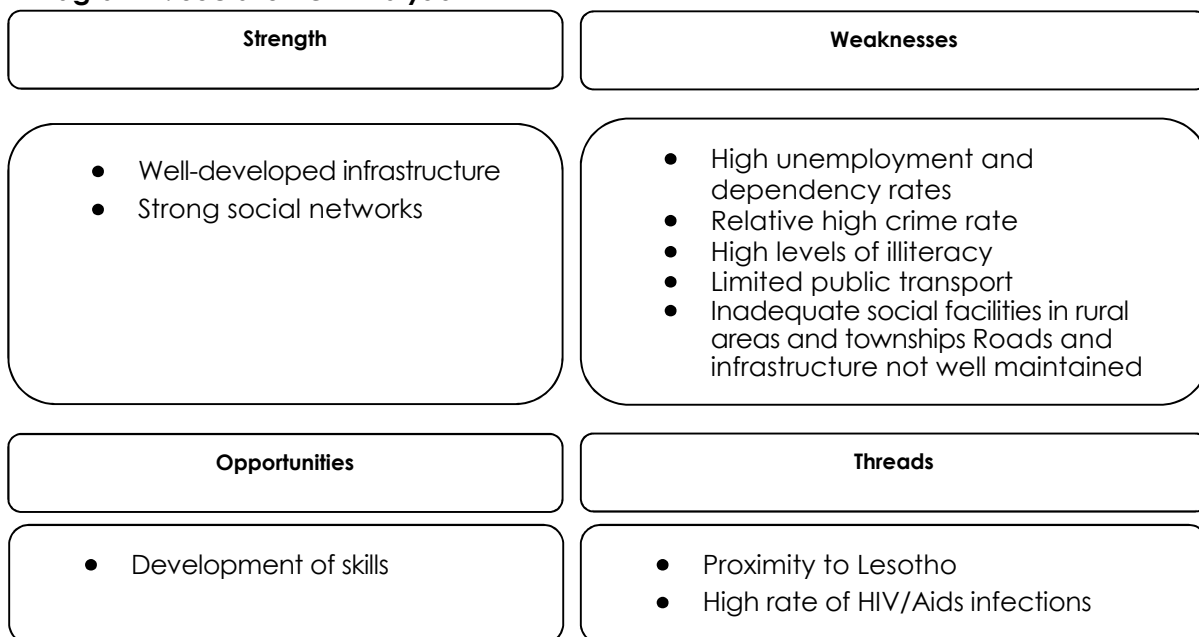 Strength
Weaknesses
● Well-developed infrastructure
● Strong social networks
● High unemployment and
dependency rates
● Relative high crime rate
● High levels of illiteracy
● Limited public transport
● Inadequate social facilities in rural
areas and townships Roads and
infrastructure not well maintained
Opportunities
Threads
● Development of skills
● Proximity to Lesotho
● High rate of HIV/Aids infections